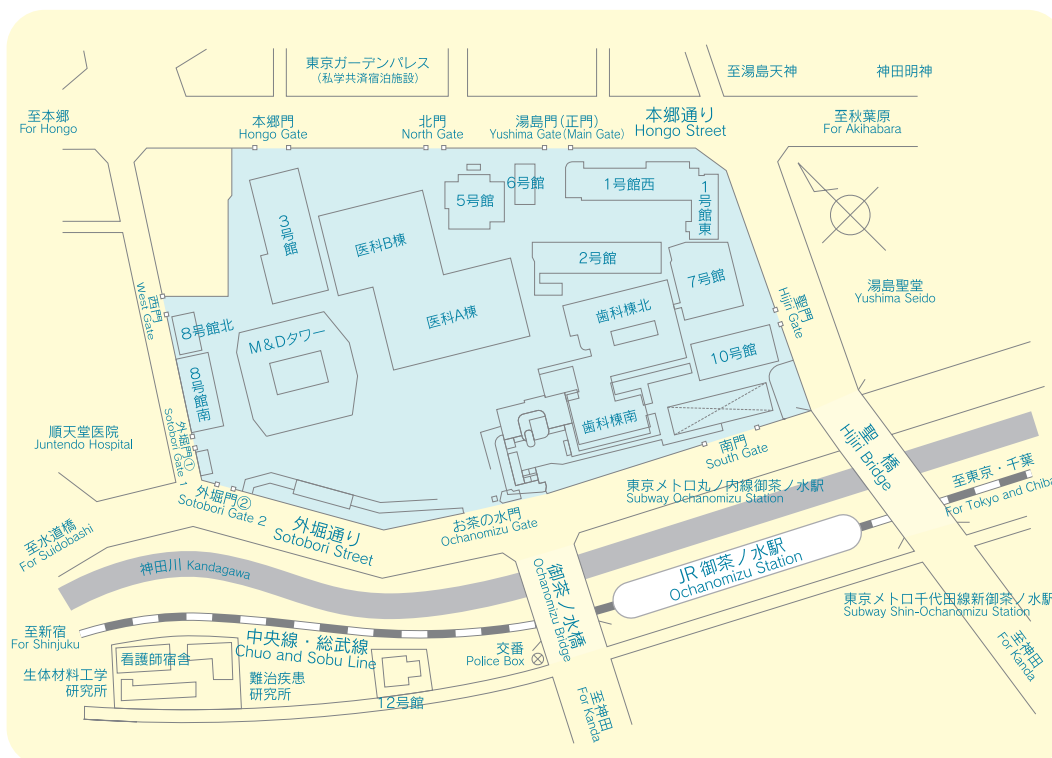 東京ガーデンパレス
(私学共済宿泊施設)
至湯島天神
神田明神
至本郷
For Hongo
本郷門
Hongo Gate
北門
North Gate
湯島門(正門)
Yushima Gate(Main Gate)
本郷通り
Hongo Street
至秋葉原
For Akihabara
3号館
医科B棟
5号館
6号館
1号館西
1号館東
2号館
7号館
医科A棟
歯科棟北
10号館
歯科棟南
M&Dタワー
8号館北
8号館南
西門
West Gate
聖門
Hijiri Gate
湯島聖堂
Yushima Seido
順天堂医院
Juntendo Hospital
外堀門①
Sotobori Gate 1
外堀門②
Sotobori Gate 2
外堀通り
Sotobori Street
お茶の水門
Ochanomizu Gate
南門
South Gate
東京メトロ丸ノ内線御茶ノ水駅
Subway Ochanomizu Station
聖橋
Hijiri Bridge
至東京・千葉
For Tokyo and Chiba
至水道橋
For Suidobashi
神田川 Kandagawa
御茶ノ水橋
Ochanomizu Bridge
JR 御茶ノ水駅
Ochanomizu Station
東京メトロ千代田線新御茶ノ水駅
Subway Shin-Ochanomizu Station
至新宿
For Shinjuku
中央線・総武線
Chuo and Sobu Line
交番
Police Box
看護師宿舎
生体材料工学
研究所
難治疾患
研究所
12号館
至神田
For Kanda
至神田
For Kanda